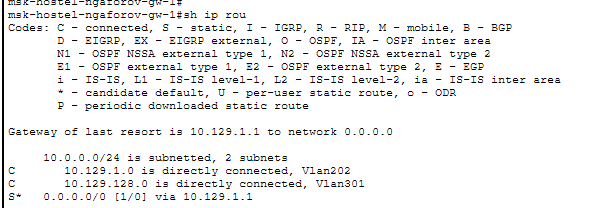 msk-hostel-ngaforov-gw-1#
msk-hostel-ngaforov-gw-1#sh ip rou
Codes: C - connected, S - static, I - IGRP, R - RIP, M - mobile, B - BGP
       D - EIGRP, EX - EIGRP external, O - OSPF, IA - OSPF inter area
       N1 - OSPF NSSA external type 1, N2 - OSPF NSSA external type 2
       E1 - OSPF external type 1, E2 - OSPF external type 2, E - EGP
       i - IS-IS, L1 - IS-IS level-1, L2 - IS-IS level-2, ia - IS-IS inter area
       * - candidate default, U - per-user static route, o - ODR
       P - periodic downloaded static route
Gateway of last resort is 10.129.1.1 to network 0.0.0.0
     10.0.0.0/24 is subnetted, 2 subnets
C       10.129.1.0 is directly connected, Vlan202
C       10.129.128.0 is directly connected, Vlan301
S*   0.0.0.0/0 [1/0] via 10.129.1.1